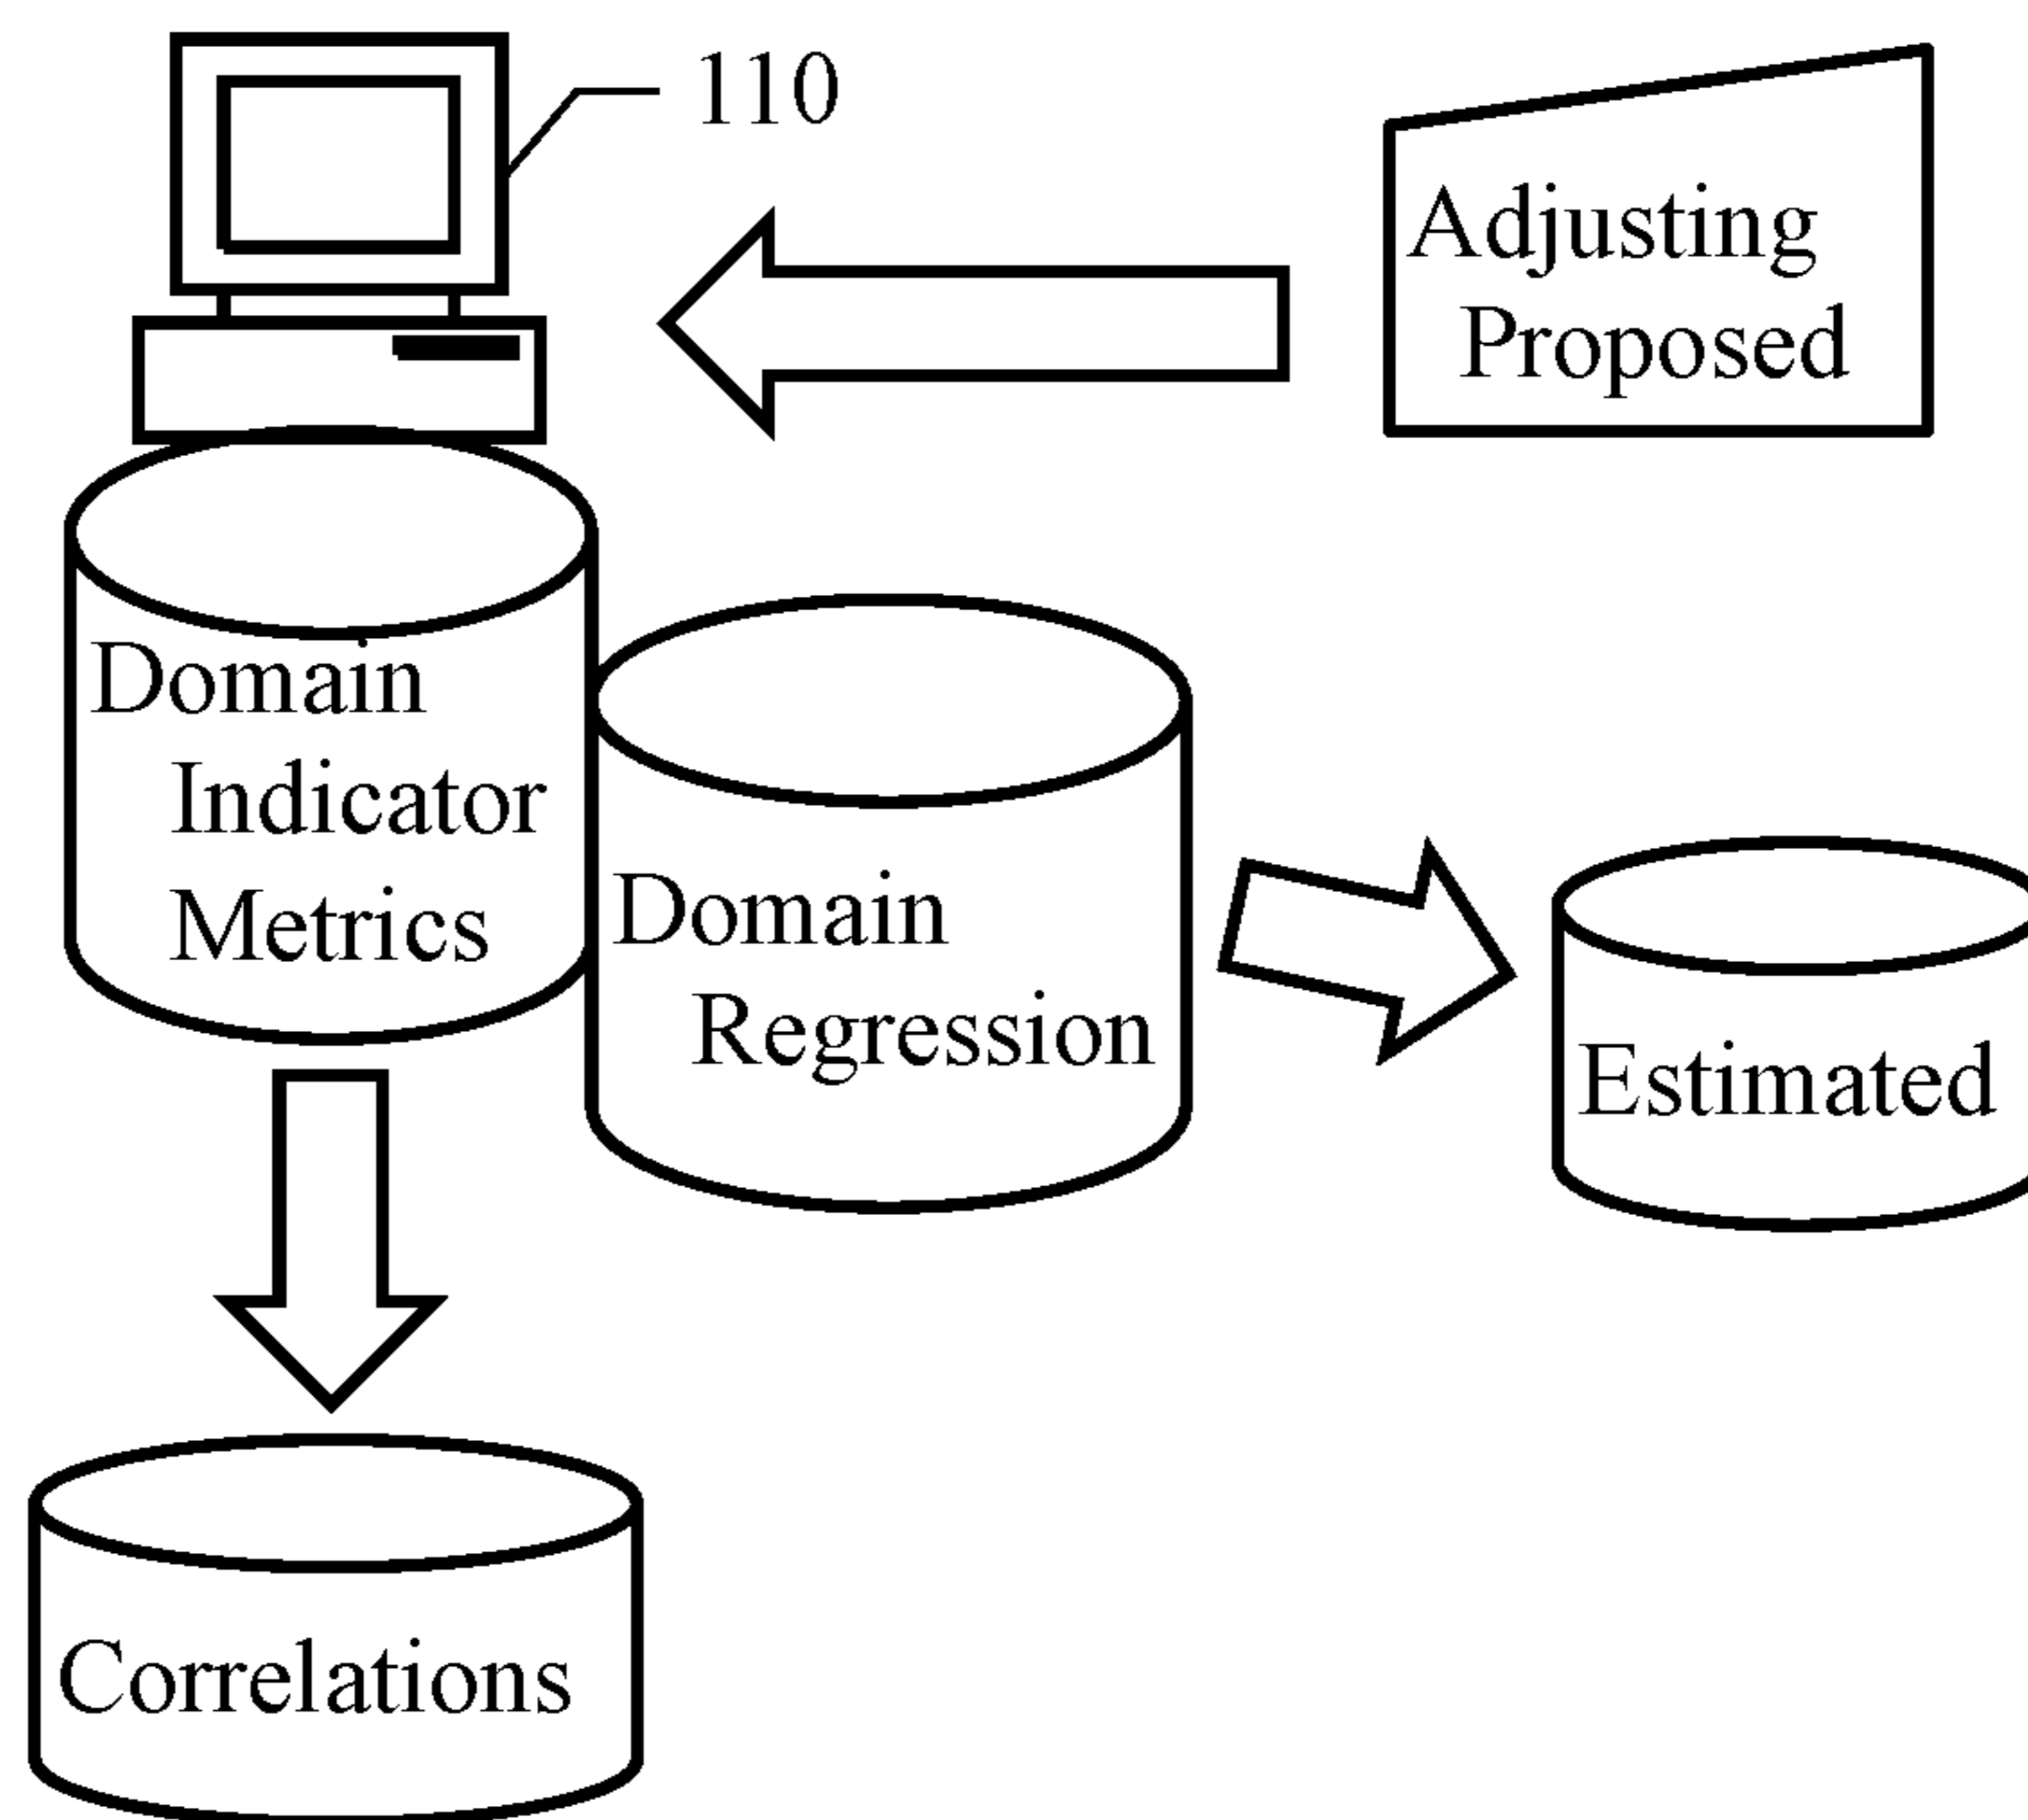 110
Adjusting
Proposed
Domain
Indicator
Metrics
Domain
Regression
Estimated
Correlations